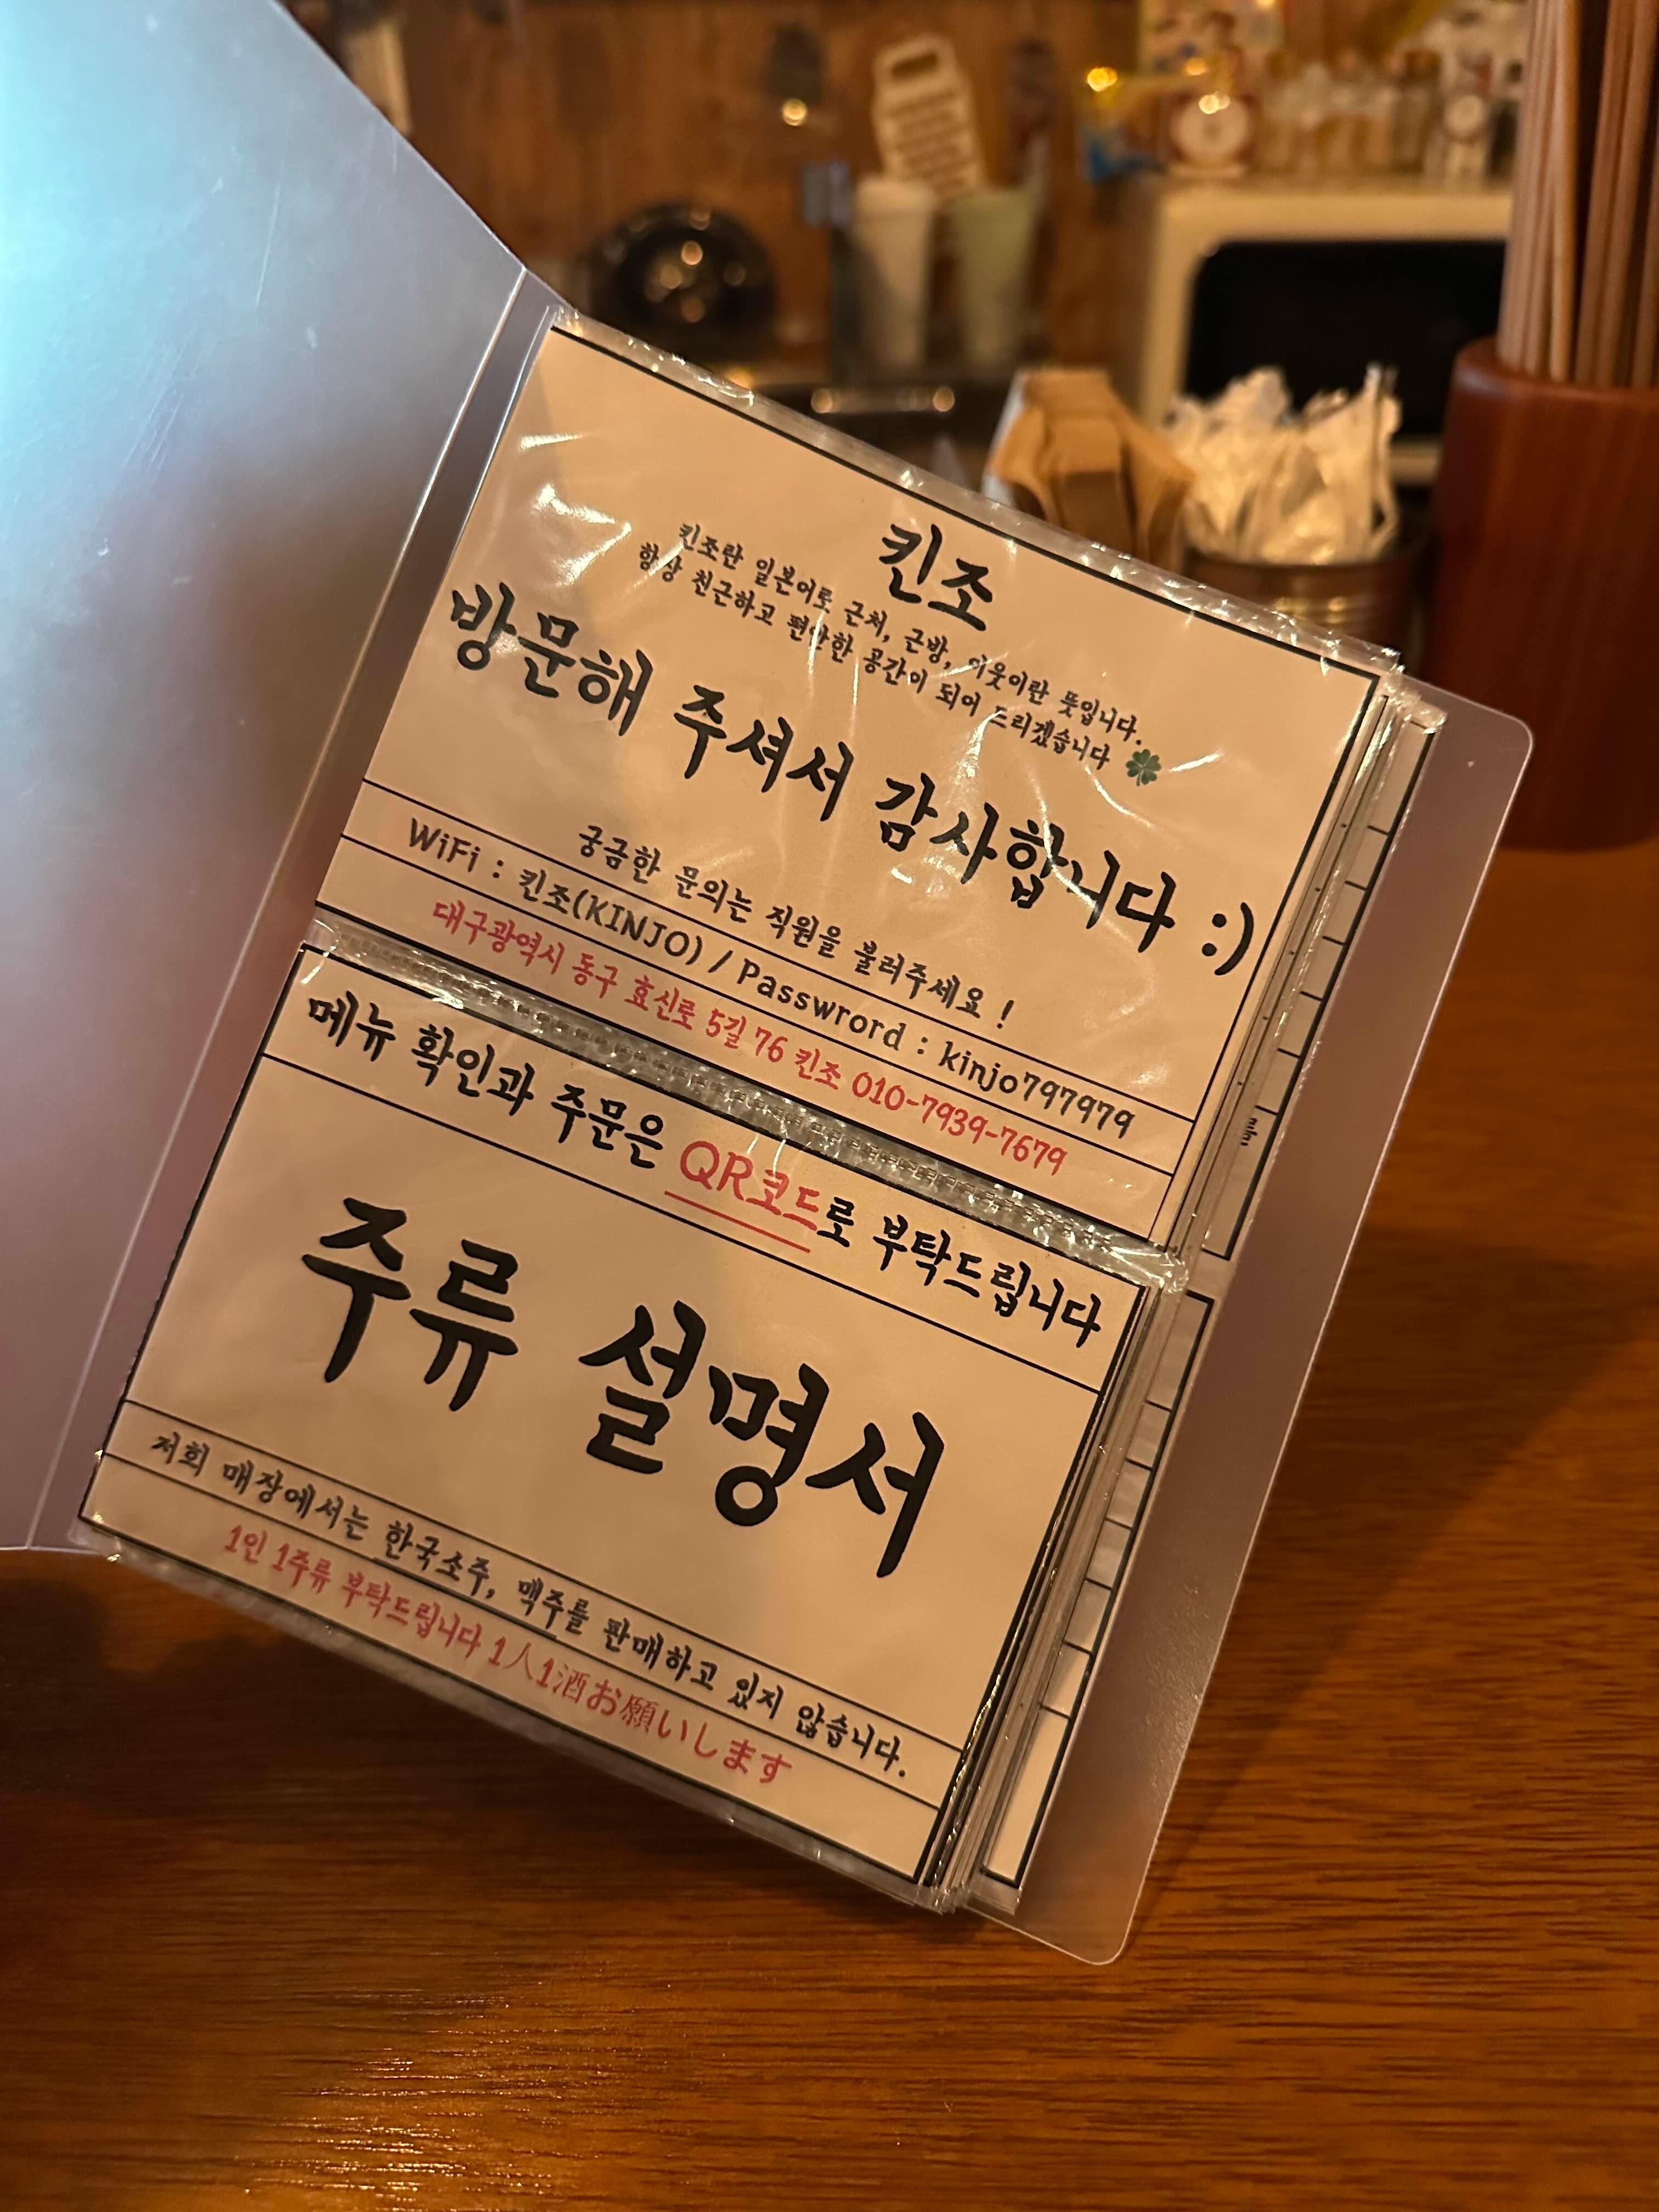 킨조
킨조란 일본어로 근처, 근방, 이웃이란 뜻입니다.
항상 친근하고 편안한 공간이 되어 드리겠습니다
방문해 주셔서 감사합니다 :)
궁금한 문의는 직원을 불러주세요 !
WiFi : 킨조(KINJO) / Passwrord : kinjo797979
대구광역시 동구 효신로 5길 76 킨조 010-7939-7679
메뉴 확인과 주문은 QR코드로 부탁드립니다
주류 설명서
저희 매장에서는 한국소주, 맥주를 판매하고 있지 않습니다.
1인 1주류 부탁드립니다 1人1酒お願いします
를